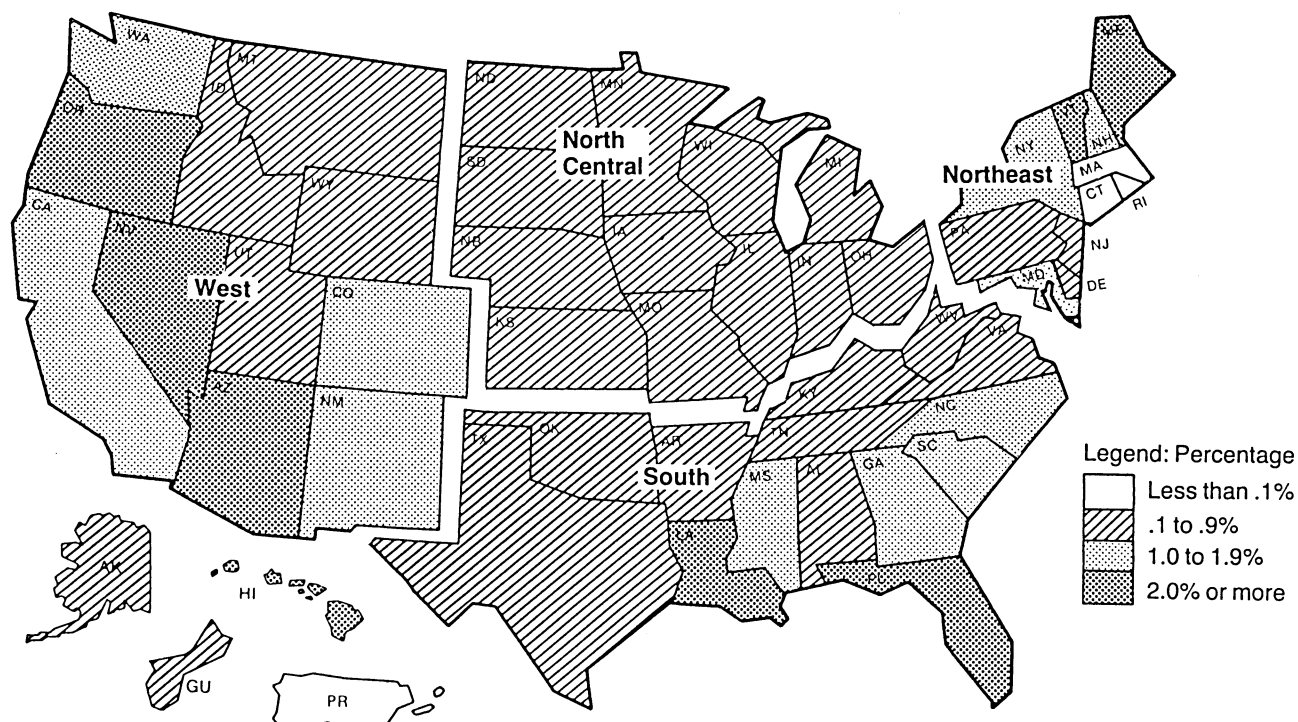 ME
WA
MT
ID
OR
ND
MN
North
Central
WI
MI
SD
VT
NH
NY
MA
Northeast
CT
RI
WY
CA
NV
UT
West
CO
NB
IA
IL
IN
OH
PA
NJ
MD
DE
KS
MO
WV
VA
KY
AZ
NM
NC
TX
OK
AR
TN
SC
South
MS
AL
GA
Legend: Percentage
Less than .1%
.1 to .9%
1.0 to 1.9%
2.0% or more
LA
FL
AK
HI
GU
PR